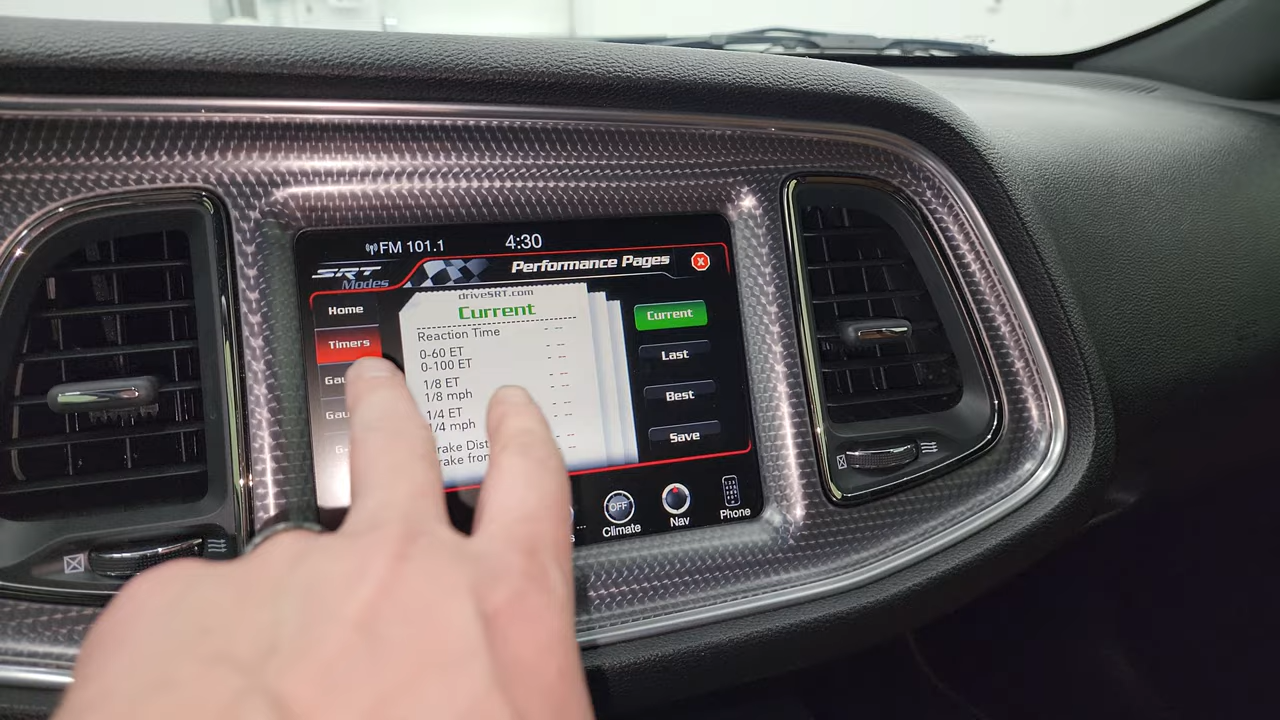 FM 101.1 4:30
SRT Modes
Performance Pages
X
Home
Timers
driveSRT.com
Current
Reaction Time - --
0-60 ET - --
0-100 ET - --
1/8 ET - --
1/8 mph - --
1/4 ET - --
1/4 mph - --
Current
Last
Best
Save
OFF
Climate
Nav
Phone